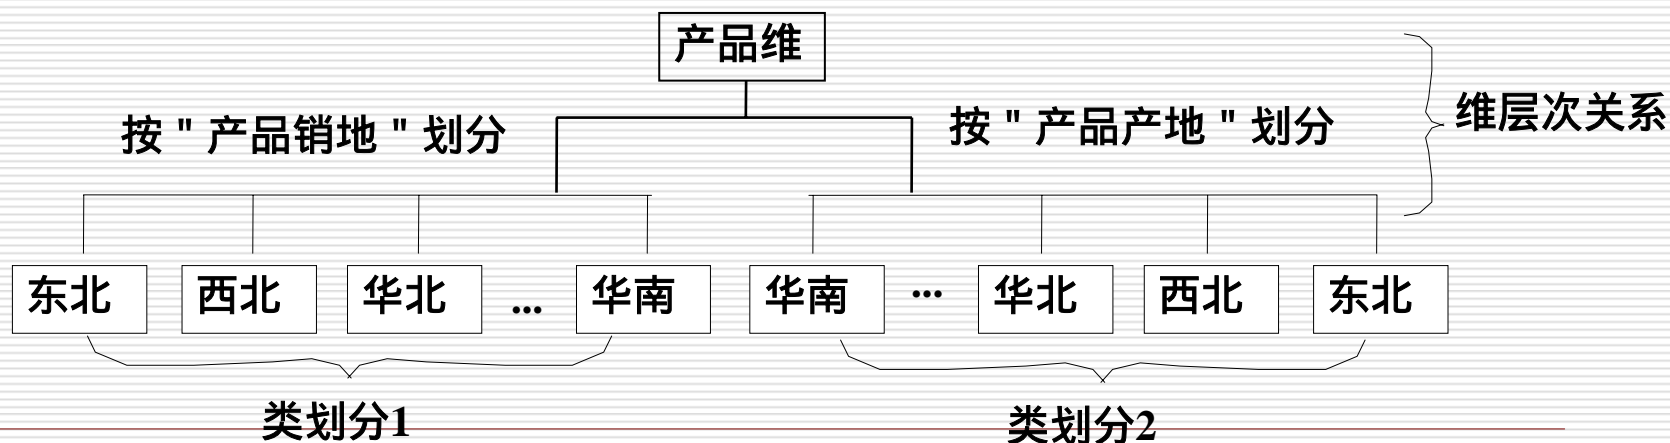 产品维
按"产品销地"划分
按"产品产地"划分
维层次关系
东北 西北 华北 ... 华南 华南 ... 华北 西北 东北
类划分1
类划分2